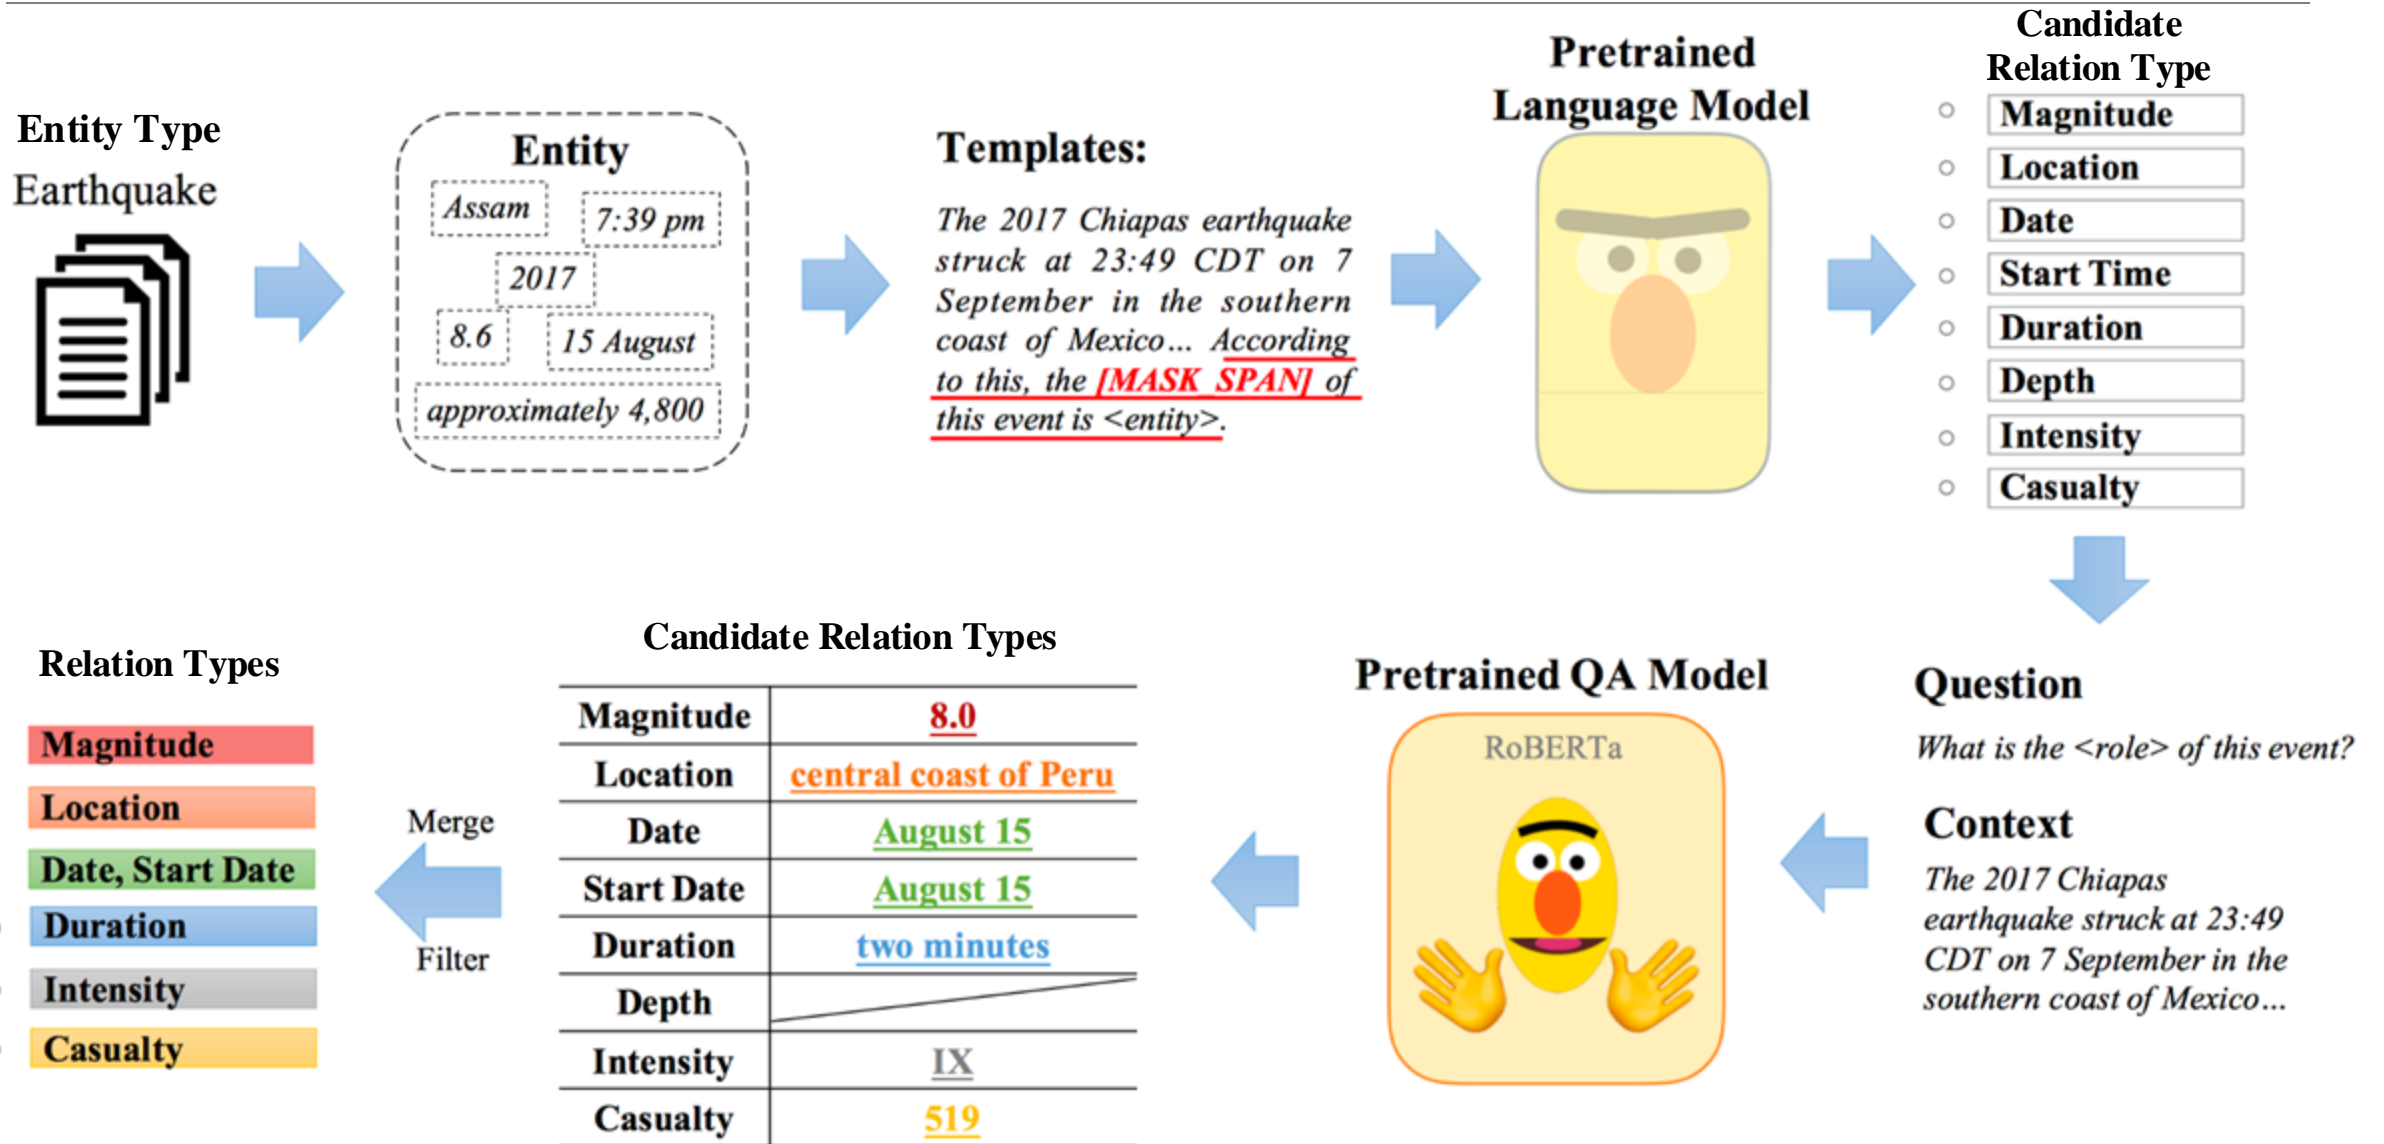 Entity Type
Earthquake
Entity
Assam
7:39 pm
2017
8.6
15 August
approximately 4,800
Templates:
The 2017 Chiapas earthquake
struck at 23:49 CDT on 7
September in the southern
coast of Mexico... According
to this, the [MASK_SPAN] of
this event is <entity>.
Pretrained
Language Model
Candidate
Relation Type
Magnitude
Location
Date
Start Time
Duration
Depth
Intensity
Casualty
Question
What is the <role> of this event?
Context
The 2017 Chiapas
earthquake struck at 23:49
CDT on 7 September in the
southern coast of Mexico...
Pretrained QA Model
RoBERTa
Candidate Relation Types
Magnitude 8.0
Location central coast of Peru
Date August 15
Start Date August 15
Duration two minutes
Depth
Intensity IX
Casualty 519
Merge
Filter
Relation Types
Magnitude
Location
Date, Start Date
Duration
Intensity
Casualty